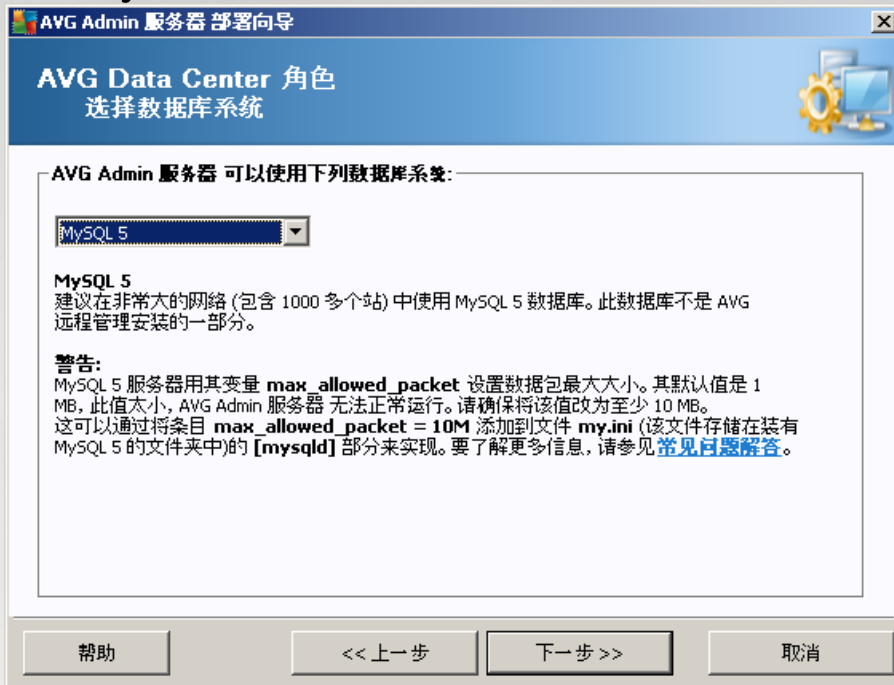 AVG Admin 服务器 部署向导
AVG Data Center 角色
选择数据库系统
AVG Admin 服务器 可以使用下列数据库系统:
MySQL 5
MySQL 5
建议在非常大的网络 (包含 1000 多个站) 中使用 MySQL 5 数据库。此数据库不是 AVG
远程管理安装的一部分。
警告:
MySQL 5 服务器用其变量 max_allowed_packet 设置数据包最大大小。其默认值是 1
MB, 此值太小, AVG Admin 服务器 无法正常运行。请确保将该值改为至少 10 MB。
这可以通过将条目 max_allowed_packet = 10M 添加到文件 my.ini (该文件存储在装有
MySQL 5 的文件夹中)的 [mysqld] 部分来实现。要了解更多信息, 请参见常见问题解答。
帮助
<< 上一步
下一步 >>
取消